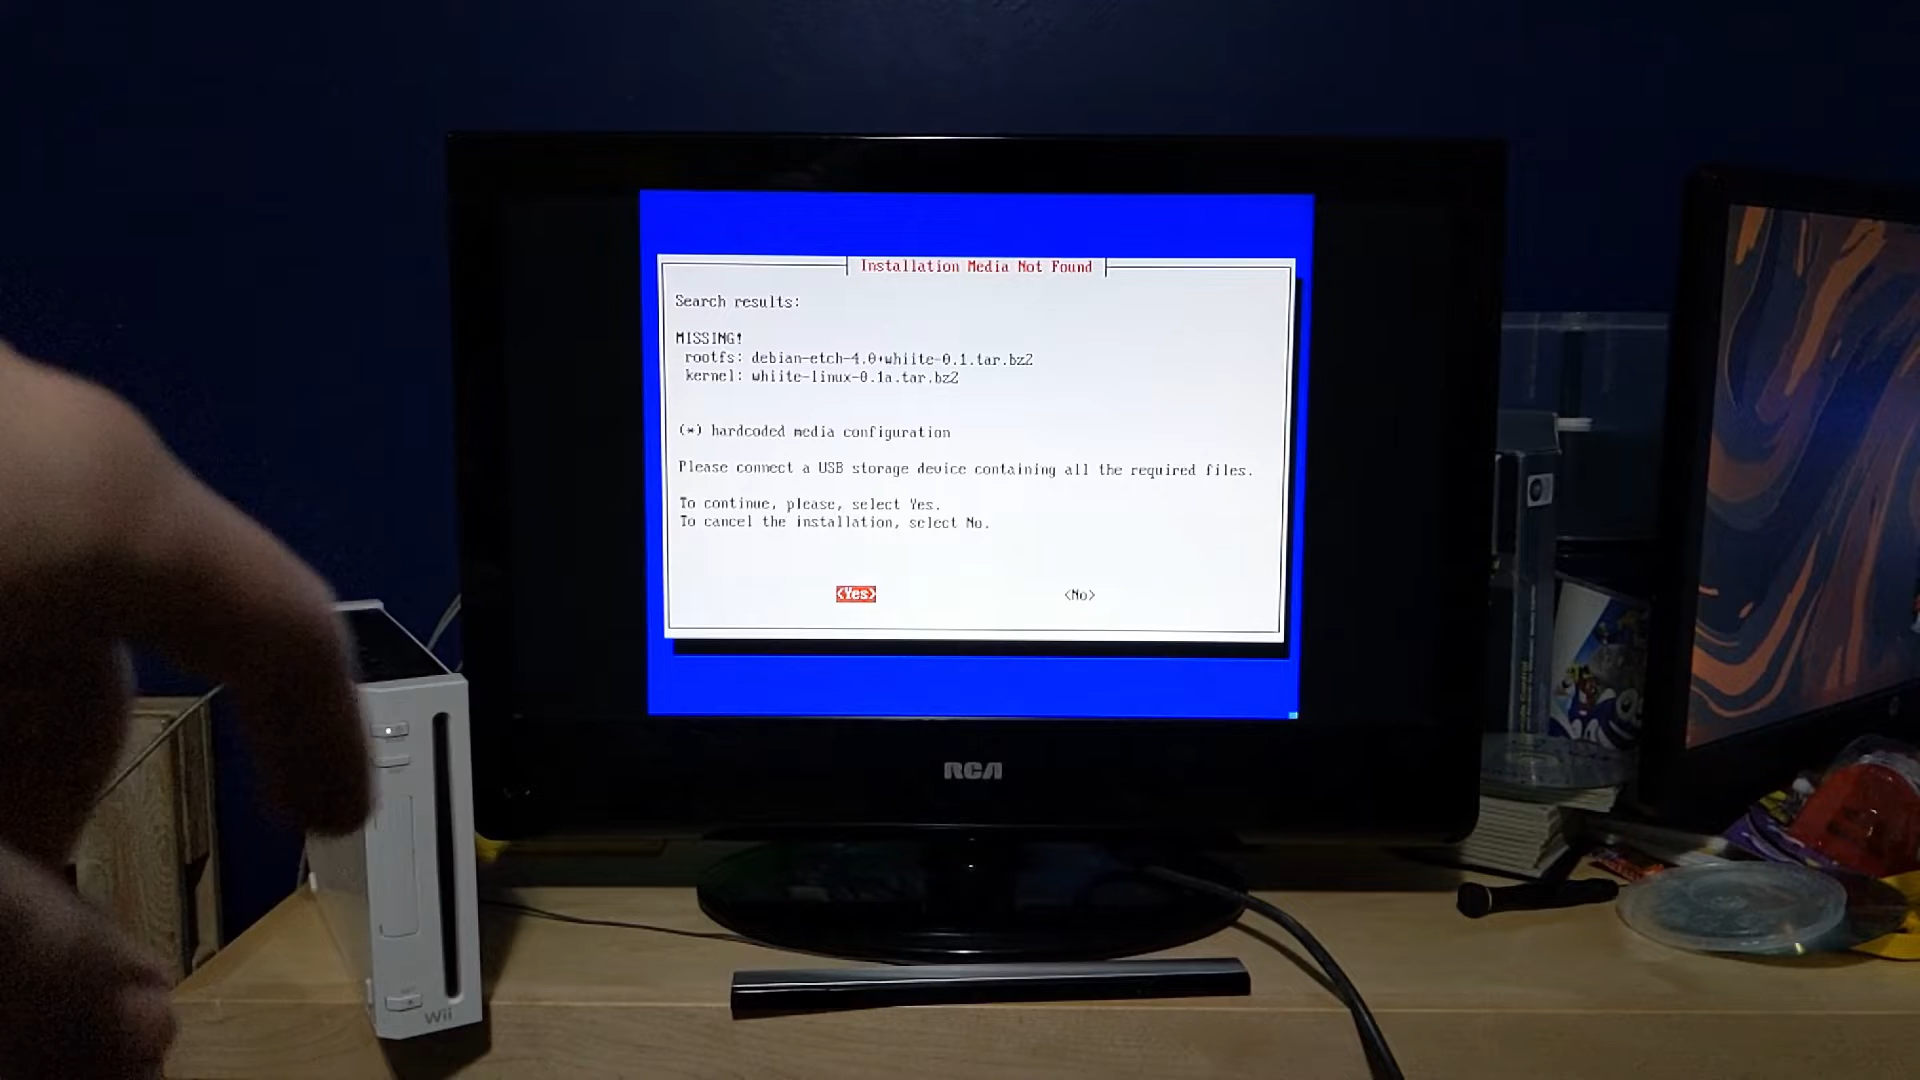 Installation Media Not Found
Search results:
MISSING!
rootfs: debian-etch-4.0+whiite-0.1.tar.bz2
kernel: whiite-linux-0.1a.tar.bz2
(*) hardcoded media configuration
Please connect a USB storage device containing all the required files.
To continue, please, select Yes.
To cancel the installation, select No.
<Yes> <No>
RCA
Wii